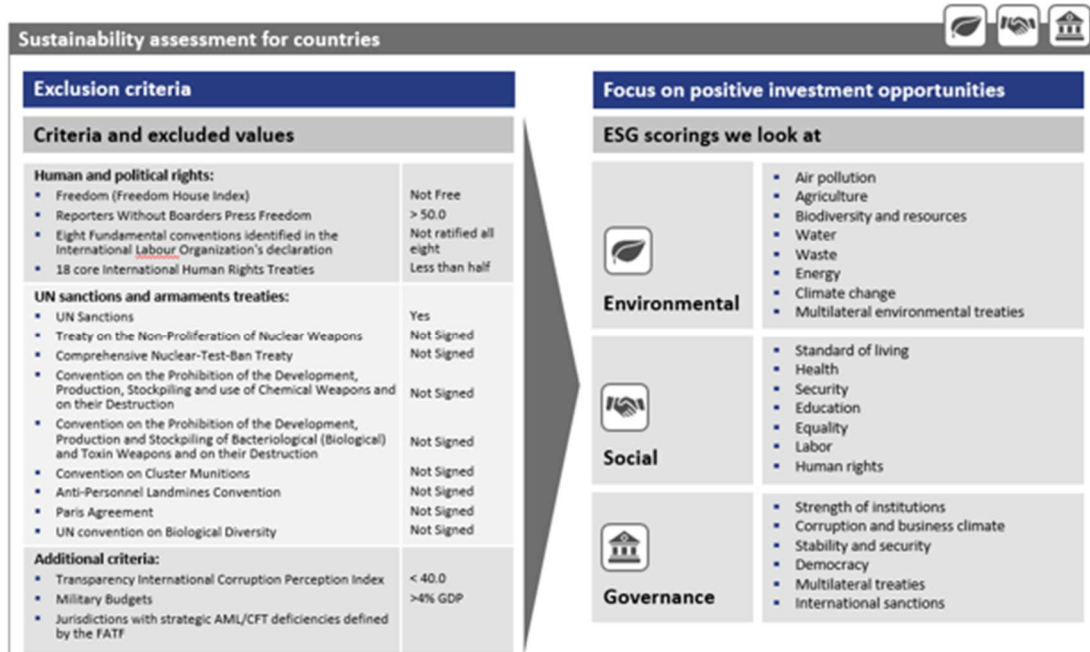 Sustainability assessment for countries
Exclusion criteria
Criteria and excluded values
Human and political rights:
▪ Freedom (Freedom House Index) Not Free
▪ Reporters Without Boarders Press Freedom > 50.0
▪ Eight Fundamental conventions identified in the Not ratified all
International Labour Organization's declaration eight
▪ 18 core International Human Rights Treaties Less than half
UN sanctions and armaments treaties:
▪ UN Sanctions Yes
▪ Treaty on the Non-Proliferation of Nuclear Weapons Not Signed
▪ Comprehensive Nuclear-Test-Ban Treaty Not Signed
▪ Convention on the Prohibition of the Development,
Production, Stockpiling and use of Chemical Weapons and Not Signed
on their Destruction
▪ Convention on the Prohibition of the Development,
Production and Stockpiling of Bacteriological (Biological) Not Signed
and Toxin Weapons and on their Destruction
▪ Convention on Cluster Munitions Not Signed
▪ Anti-Personnel Landmines Convention Not Signed
▪ Paris Agreement Not Signed
▪ UN convention on Biological Diversity Not Signed
Additional criteria:
▪ Transparency International Corruption Perception Index < 40.0
▪ Military Budgets >4% GDP
▪ Jurisdictions with strategic AML/CFT deficiencies defined
by the FATF
Focus on positive investment opportunities
ESG scorings we look at
Environmental
▪ Air pollution
▪ Agriculture
▪ Biodiversity and resources
▪ Water
▪ Waste
▪ Energy
▪ Climate change
▪ Multilateral environmental treaties
Social
▪ Standard of living
▪ Health
▪ Security
▪ Education
▪ Equality
▪ Labor
▪ Human rights
Governance
▪ Strength of institutions
▪ Corruption and business climate
▪ Stability and security
▪ Democracy
▪ Multilateral treaties
▪ International sanctions